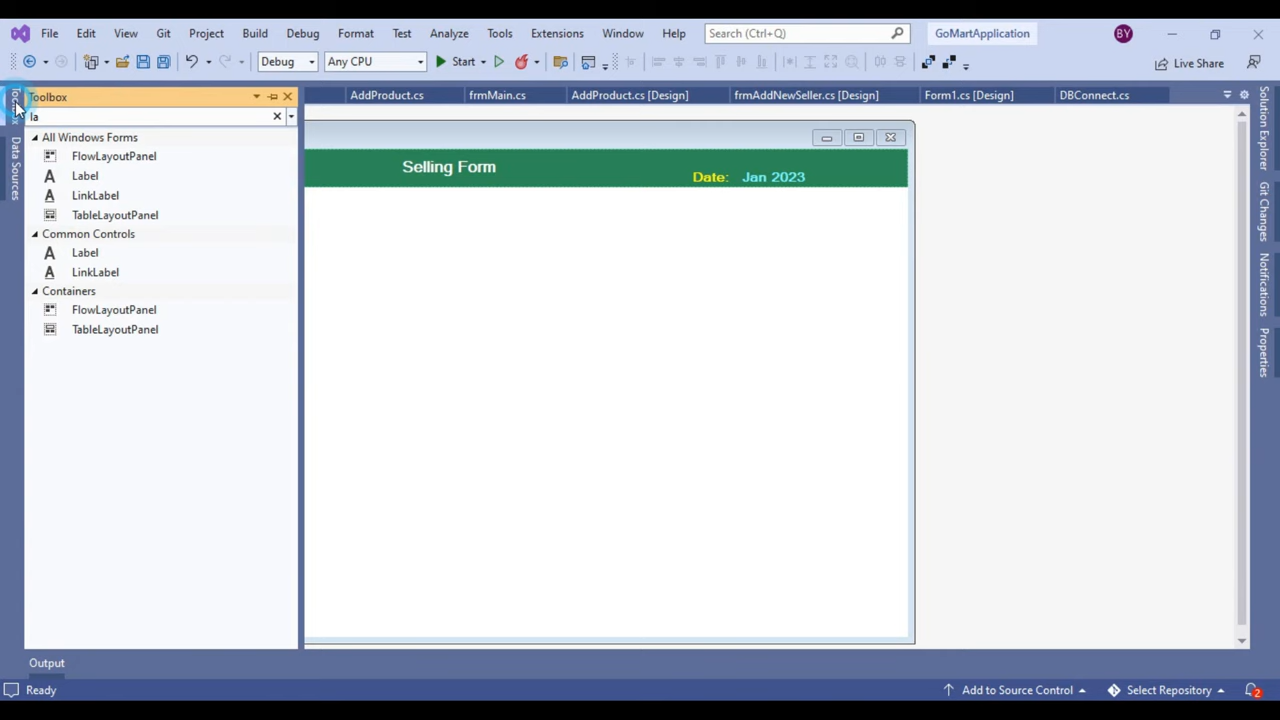 File Edit View Git Project Build Debug Format Test Analyze Tools Extensions Window Help Search (Ctrl+Q) GoMartApplication BY
Debug Any CPU Start Live Share
Toolbox
AddProduct.cs frmMain.cs AddProduct.cs [Design] frmAddNewSeller.cs [Design] Form1.cs [Design] DBConnect.cs
la
All Windows Forms
FlowLayoutPanel
Label
LinkLabel
TableLayoutPanel
Common Controls
Label
LinkLabel
Containers
FlowLayoutPanel
TableLayoutPanel
Data Sources
Selling Form
Date: Jan 2023
Solution Explorer
Git Changes
Notifications
Properties
Output
Ready Add to Source Control Select Repository 2